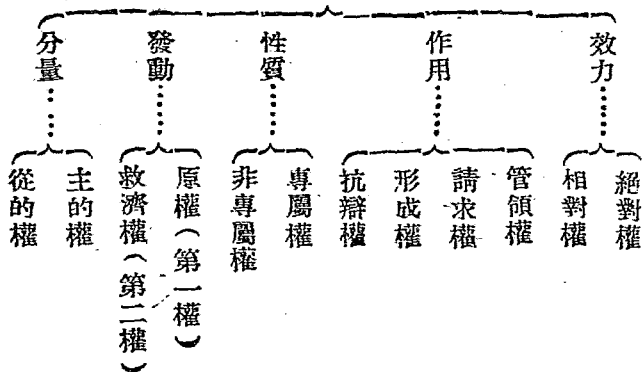 效力
絕對權
相對權
作用
管領權
請求權
形成權
抗辯權
性質
專屬權
非專屬權
發動
原權（第一權）
救濟權（第二權）
分量
主的權
從的權